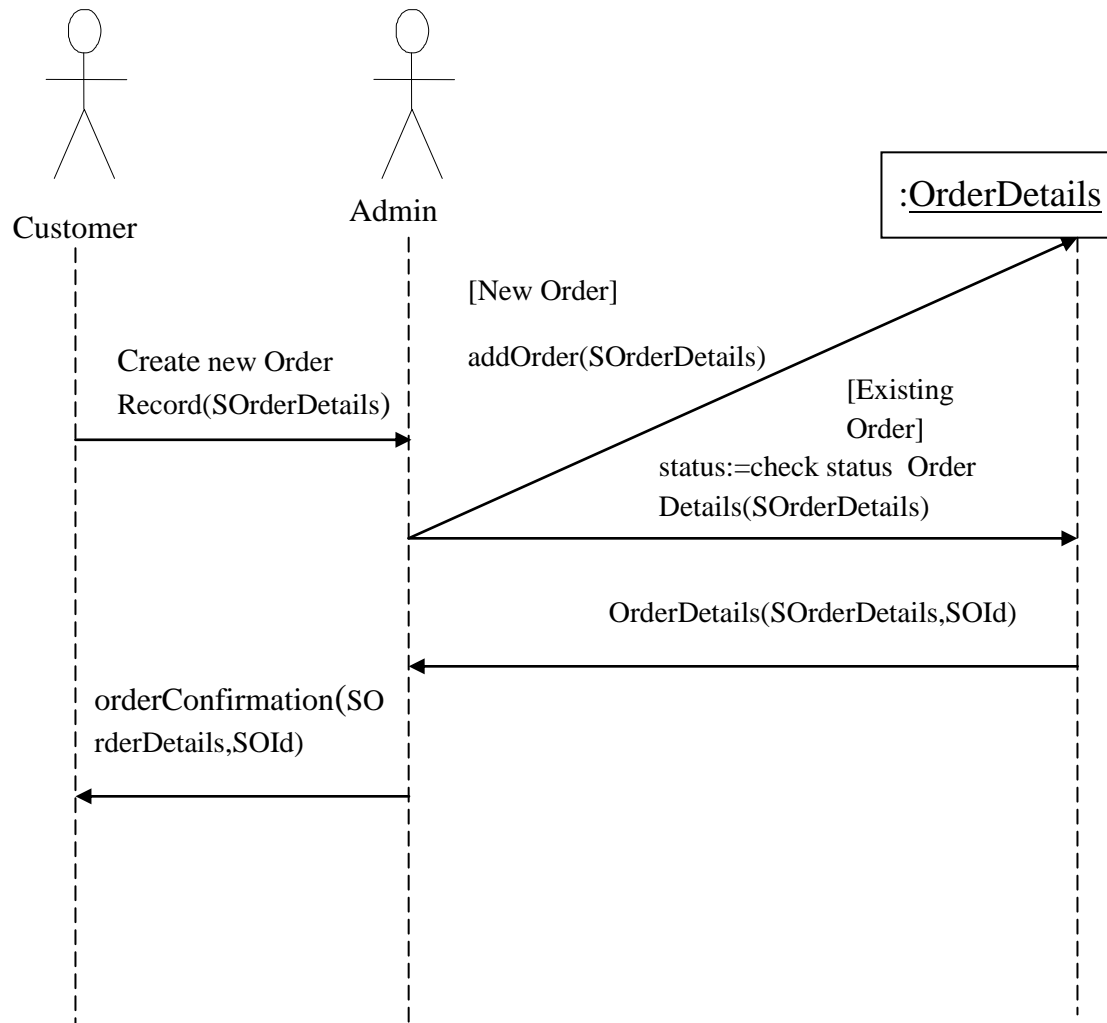 Customer
Admin
:OrderDetails
[New Order]
addOrder(SOrderDetails)
Create new Order
Record(SOrderDetails)
[Existing
Order]
status:=check status Order
Details(SOrderDetails)
OrderDetails(SOrderDetails,SOId)
orderConfirmation(SO
rderDetails,SOId)